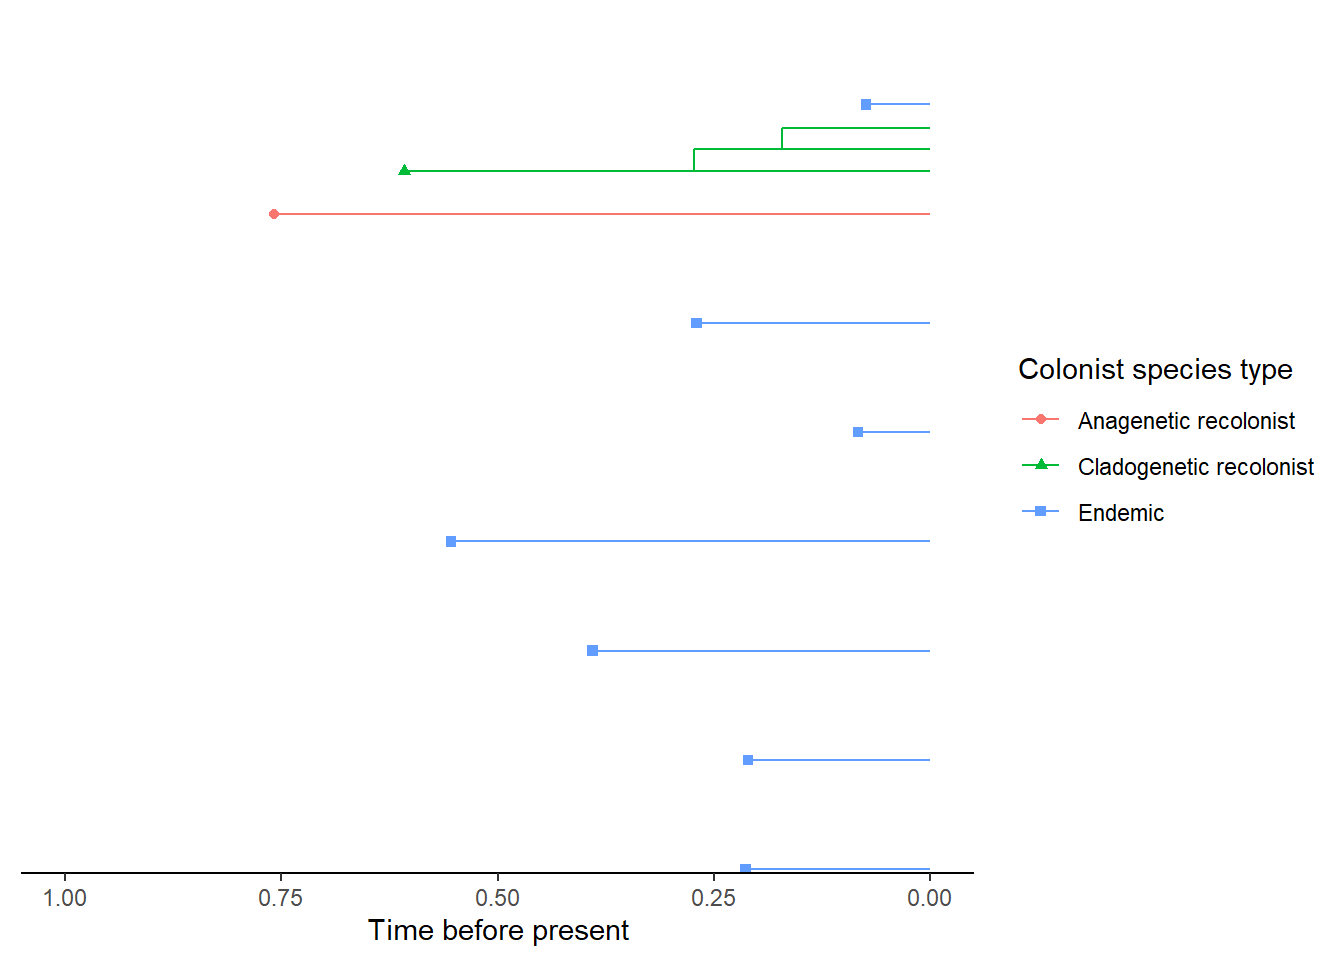 Colonist species type
Anagenetic recolonist
Cladogenetic recolonist
Endemic
1.00 0.75 0.50 0.25 0.00
Time before present